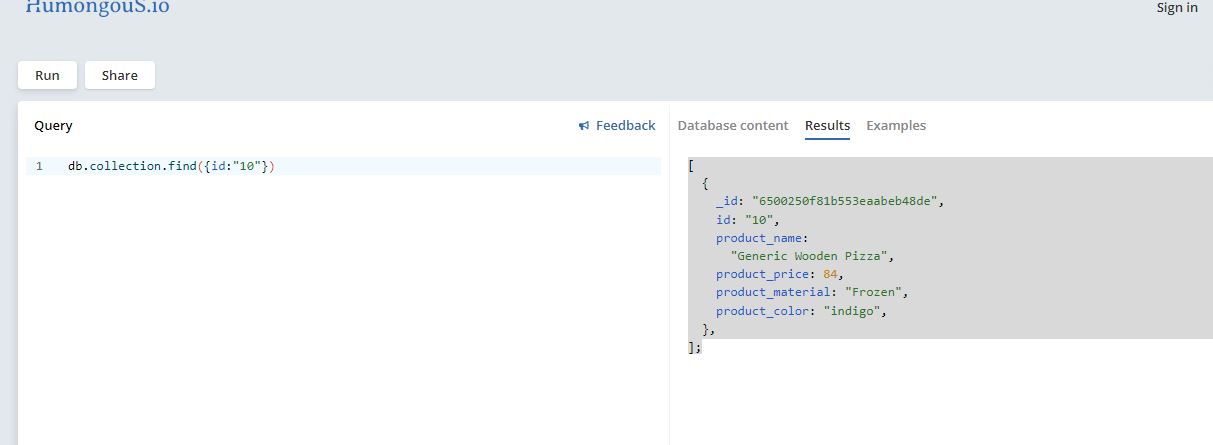 HumongouS.io
Sign in
Run
Share
Query
Feedback
Database content
Results
Examples
1 db.collection.find({id:"10"})
[
{
_id: "6500250f81b553eaabeb48de",
id: "10",
product_name:
"Generic Wooden Pizza",
product_price: 84,
product_material: "Frozen",
product_color: "indigo",
},
];